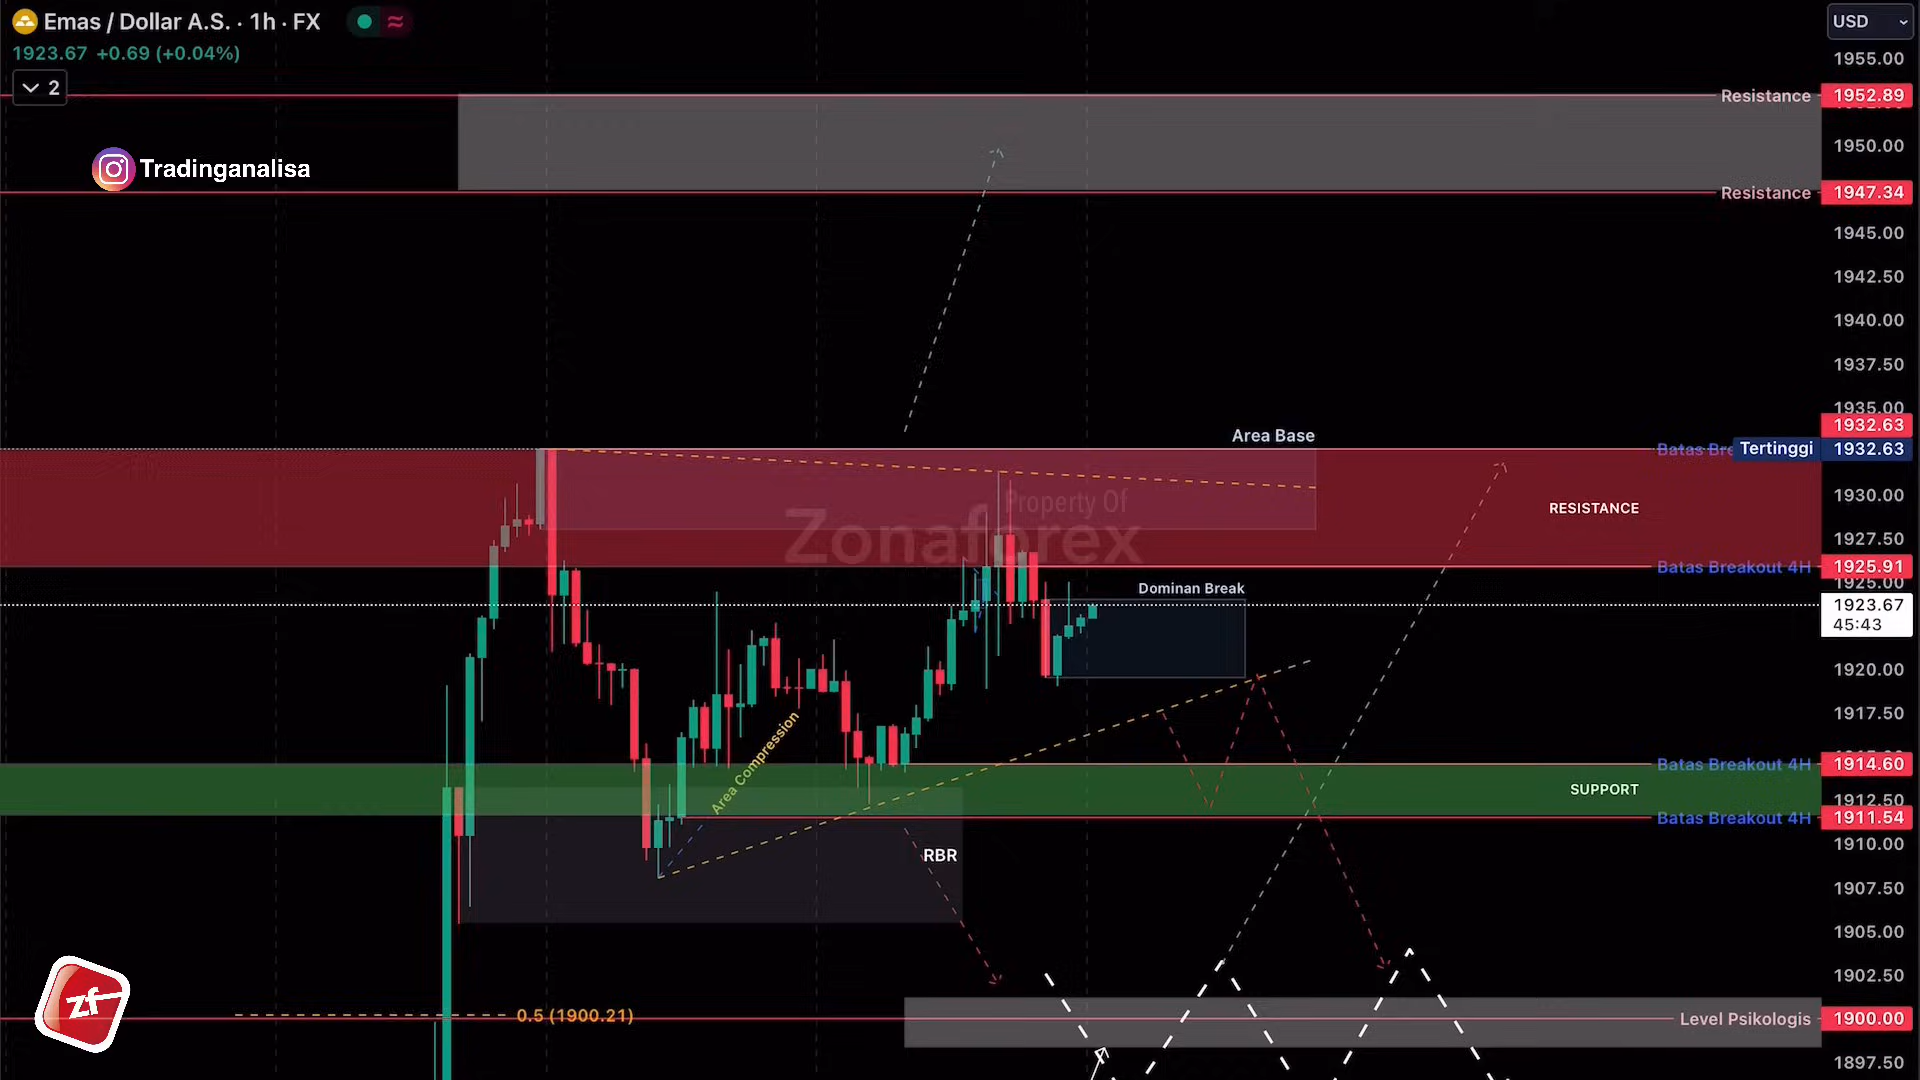 Emas / Dollar A.S. · 1h · FX
USD
1923.67 +0.69 (+0.04%)
1955.00
2
Resistance 1952.89
1950.00
Tradinganalisa
Resistance 1947.34
1945.00
1942.50
1940.00
1937.50
1935.00
1932.63
Area Base
Tertinggi 1932.63
1930.00
Property Of
RESISTANCE
Zonaforex
1927.50
Batas Breakout 4H 1925.91
1925.00
Dominan Break
1923.67
45:43
1920.00
1917.50
Area Compression
Batas Breakout 4H 1914.60
SUPPORT
1912.50
Batas Breakout 4H 1911.54
1910.00
RBR
1907.50
1905.00
1902.50
zf
0.5 (1900.21)
Level Psikologis 1900.00
1897.50